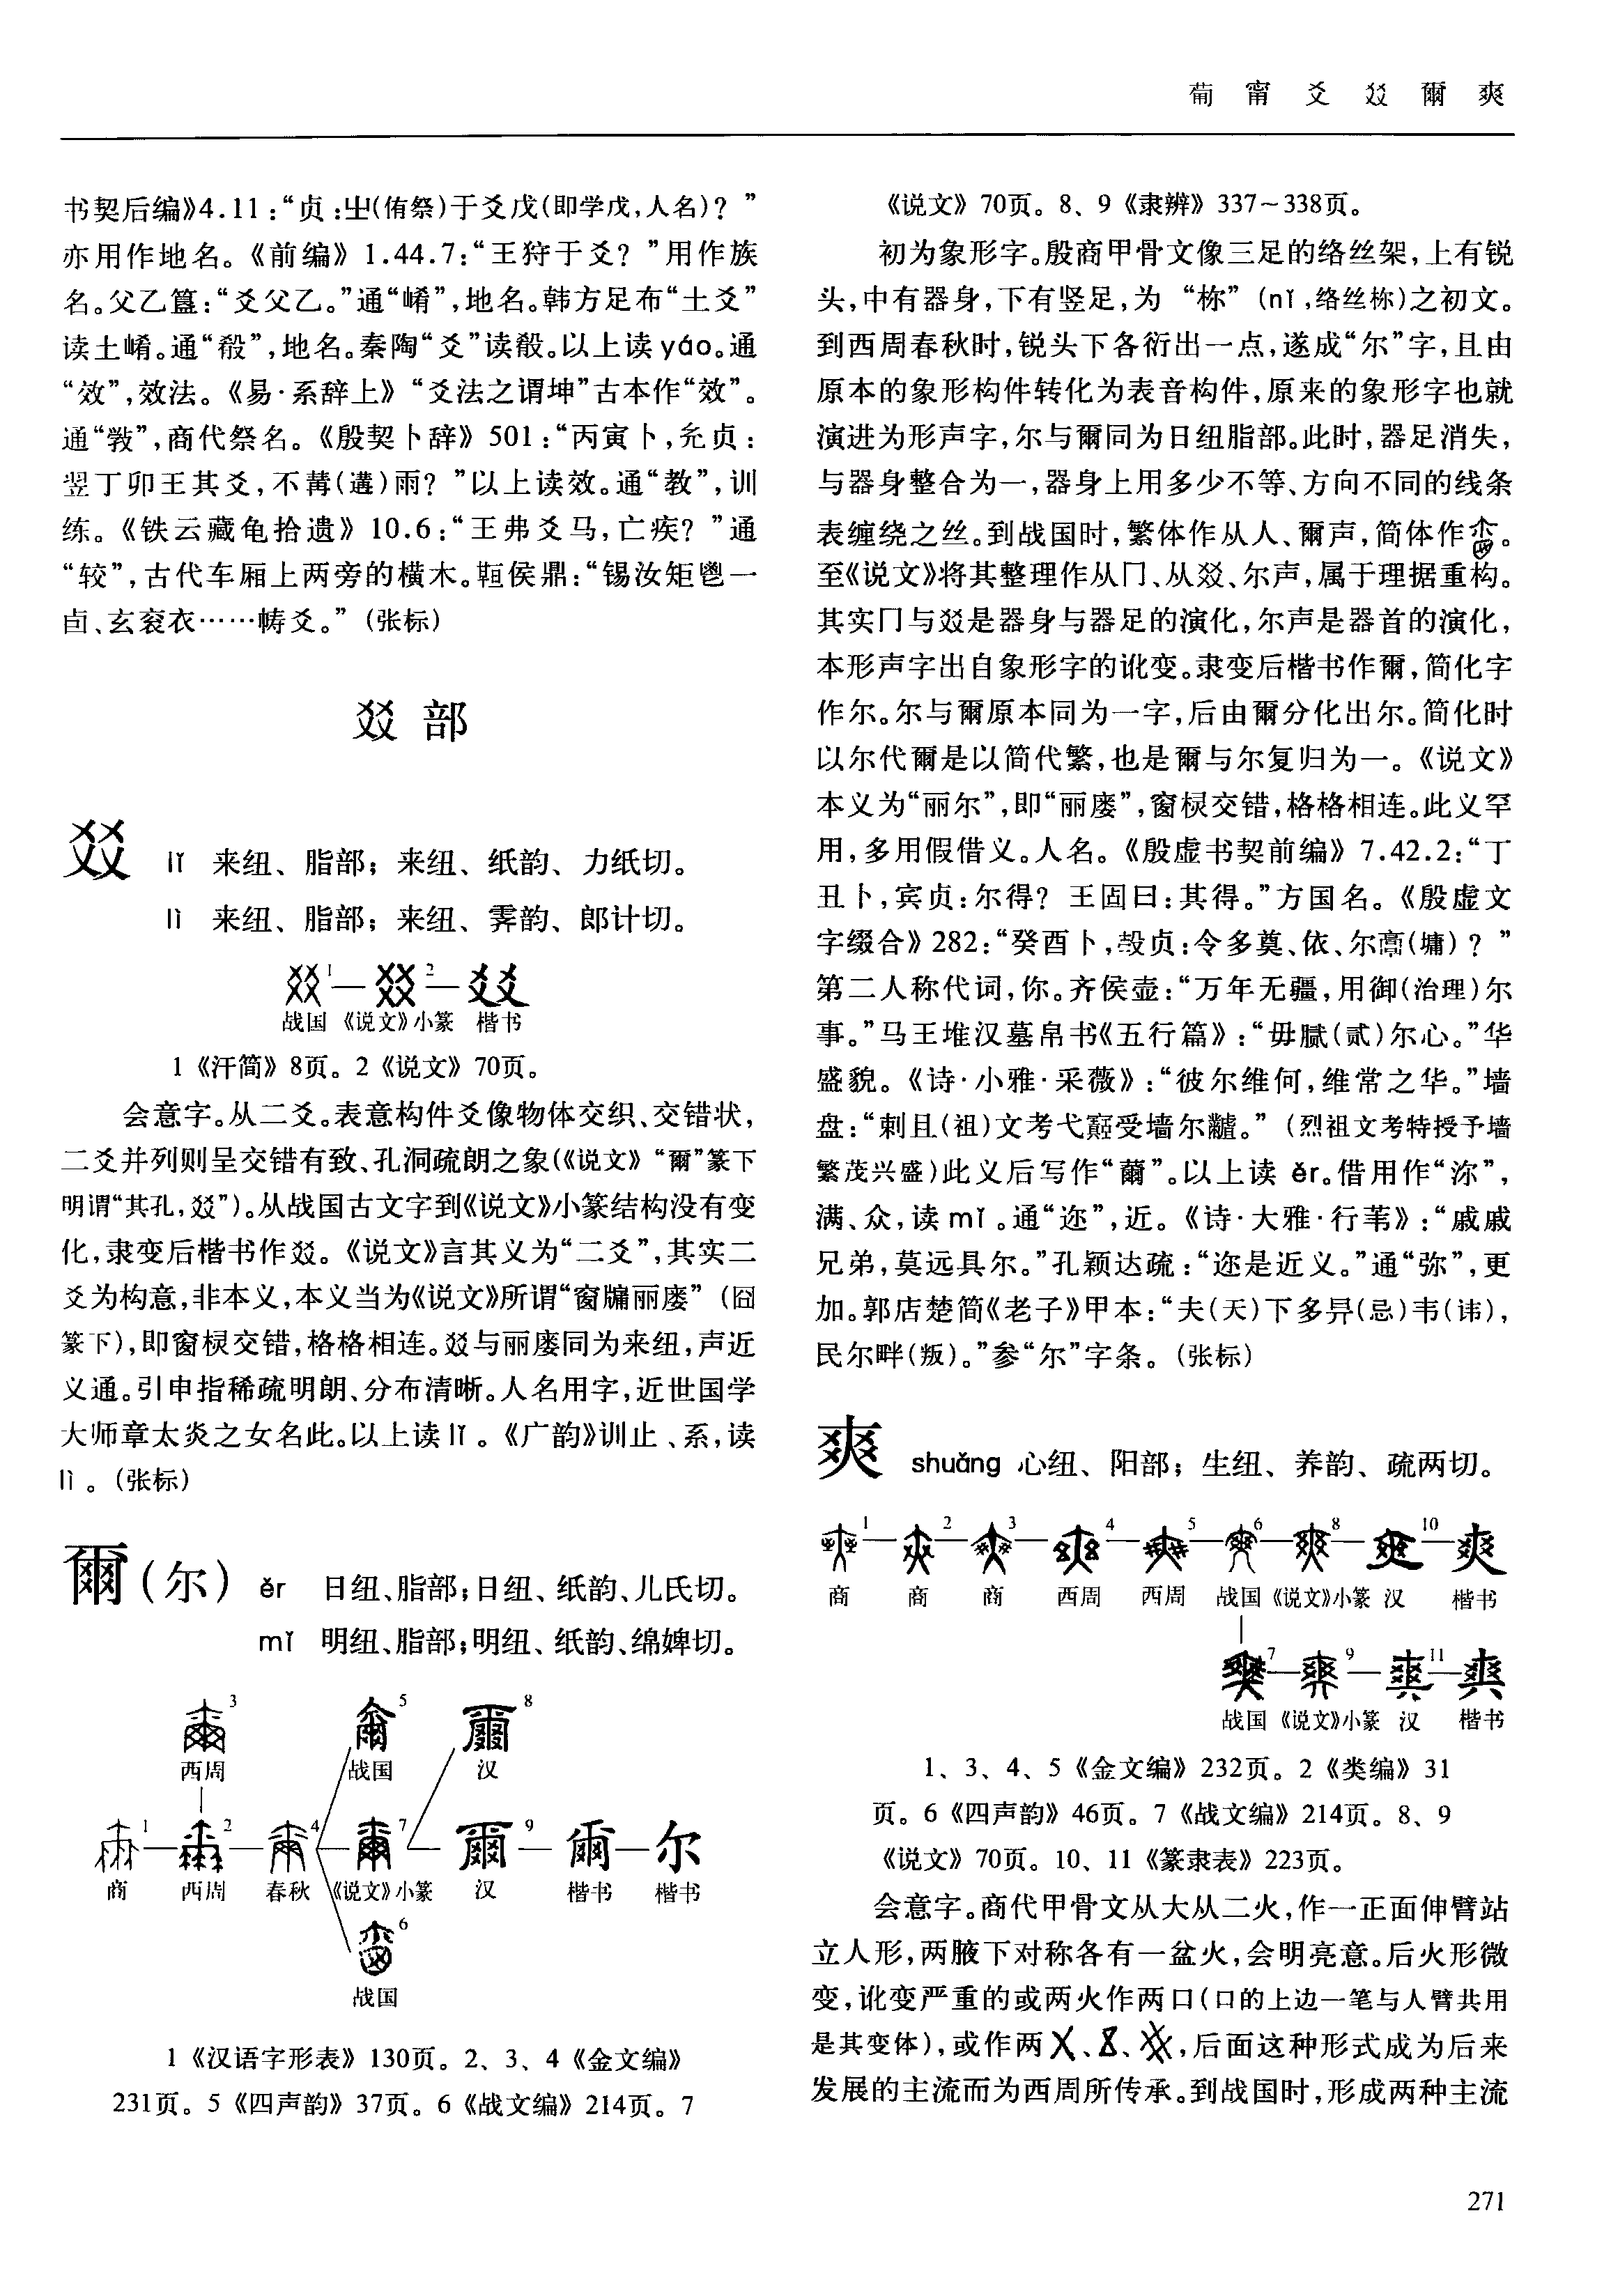 葡 甯 爻 㸚 爾 爽
书契后编》4.11：“贞：㞢(侑祭)于爻戊(即学戊,人名)？”
亦用作地名。《前编》1.44.7：“王狩于爻？”用作族
名。父乙簋：“爻父乙。”通“崤”,地名。韩方足布“土爻”
读土崤。通“殽”,地名。秦陶“爻”读殽。以上读 yáo。通
“效”,效法。《易·系辞上》“爻法之谓坤”古本作“效”。
通“斆”,商代祭名。《殷契卜辞》501：“丙寅卜,允贞：
翌丁卯王其爻,不冓(遘)雨？”以上读效。通“教”,训
练。《铁云藏龟拾遗》10.6：“王弗爻马,亡疾？”通
“较”,古代车厢上两旁的横木。䡴侯鼎：“锡汝矩鬯一
卣、玄衮衣……帱爻。”(张标)
㸚 部
㸚 lǐ 来纽、脂部；来纽、纸韵、力纸切。
lì 来纽、脂部；来纽、霁韵、郎计切。
1 — 2 — 㸚
战国 《说文》小篆 楷书
1《汗简》8页。2《说文》70页。
会意字。从二爻。表意构件爻像物体交织、交错状,
二爻并列则呈交错有致、孔洞疏朗之象(《说文》“爾”篆下
明谓“其孔,㸚”)。从战国古文字到《说文》小篆结构没有变
化,隶变后楷书作㸚。《说文》言其义为“二爻”,其实二
爻为构意,非本义,本义当为《说文》所谓“窗牖丽廔”(囧
篆下),即窗棂交错,格格相连。㸚与丽廔同为来纽,声近
义通。引申指稀疏明朗、分布清晰。人名用字,近世国学
大师章太炎之女名此。以上读 lǐ。《广韵》训止、系,读
lì。(张标)
爾(尔) ěr 日纽、脂部；日纽、纸韵、儿氏切。
mǐ 明纽、脂部；明纽、纸韵、绵婢切。
3 5 8
西周 战国 汉
1 — 2 — 4 — 7 — 9 — 爾 — 尔
商 西周 春秋 《说文》小篆 汉 楷书 楷书
6
战国
1《汉语字形表》130页。2、3、4《金文编》
231页。5《四声韵》37页。6《战文编》214页。7
《说文》70页。8、9《隶辨》337~338页。
初为象形字。殷商甲骨文像三足的络丝架,上有锐
头,中有器身,下有竖足,为“柅”(nǐ,络丝柅)之初文。
到西周春秋时,锐头下各衍出一点,遂成“尔”字,且由
原本的象形构件转化为表音构件,原来的象形字也就
演进为形声字,尔与爾同为日纽脂部。此时,器足消失,
与器身整合为一,器身上用多少不等、方向不同的线条
表缠绕之丝。到战国时,繁体作从人、爾声,简体作。
至《说文》将其整理作从冂、从㸚、尔声,属于理据重构。
其实冂与㸚是器身与器足的演化,尔声是器首的演化,
本形声字出自象形字的讹变。隶变后楷书作爾,简化字
作尔。尔与爾原本同为一字,后由爾分化出尔。简化时
以尔代爾是以简代繁,也是爾与尔复归为一。《说文》
本义为“丽尔”,即“丽廔”,窗棂交错,格格相连。此义罕
用,多用假借义。人名。《殷虚书契前编》7.42.2：“丁
丑卜,宾贞：尔得？王固曰：其得。”方国名。《殷虚文
字缀合》282：“癸酉卜,㱿贞：令多奠、依、尔𩫖(墉)？”
第二人称代词,你。齐侯壶：“万年无疆,用御(治理)尔
事。”马王堆汉墓帛书《五行篇》：“毋膩(贰)尔心。”华
盛貌。《诗·小雅·采薇》：“彼尔维何,维常之华。”墙
盘：“剌且(祖)文考弋受墙尔。”(烈祖文考特授予墙
繁茂兴盛)此义后写作“薾”。以上读 ěr。借用作“沵”,
满、众,读 mǐ。通“迩”,近。《诗·大雅·行苇》：“戚戚
兄弟,莫远具尔。”孔颖达疏：“迩是近义。”通“弥”,更
加。郭店楚简《老子》甲本：“夫(天)下多㠱(忌)韦(讳),
民尔畔(叛)。”参“尔”字条。(张标)
爽 shuǎng 心纽、阳部；生纽、养韵、疏两切。
1 — 2 — 3 — 4 — 5 — 6 — 8 — 10 — 爽
商 商 商 西周 西周 战国 《说文》小篆 汉 楷书
7 — 9 — 11 —
战国 《说文》小篆 汉 楷书
1、3、4、5《金文编》232页。2《类编》31
页。6《四声韵》46页。7《战文编》214页。8、9
《说文》70页。10、11《篆隶表》223页。
会意字。商代甲骨文从大从二火,作一正面伸臂站
立人形,两腋下对称各有一盆火,会明亮意。后火形微
变,讹变严重的或两火作两口(口的上边一笔与人臂共用
是其变体),或作两㐅、、,后面这种形式成为后来
发展的主流而为西周所传承。到战国时,形成两种主流
271